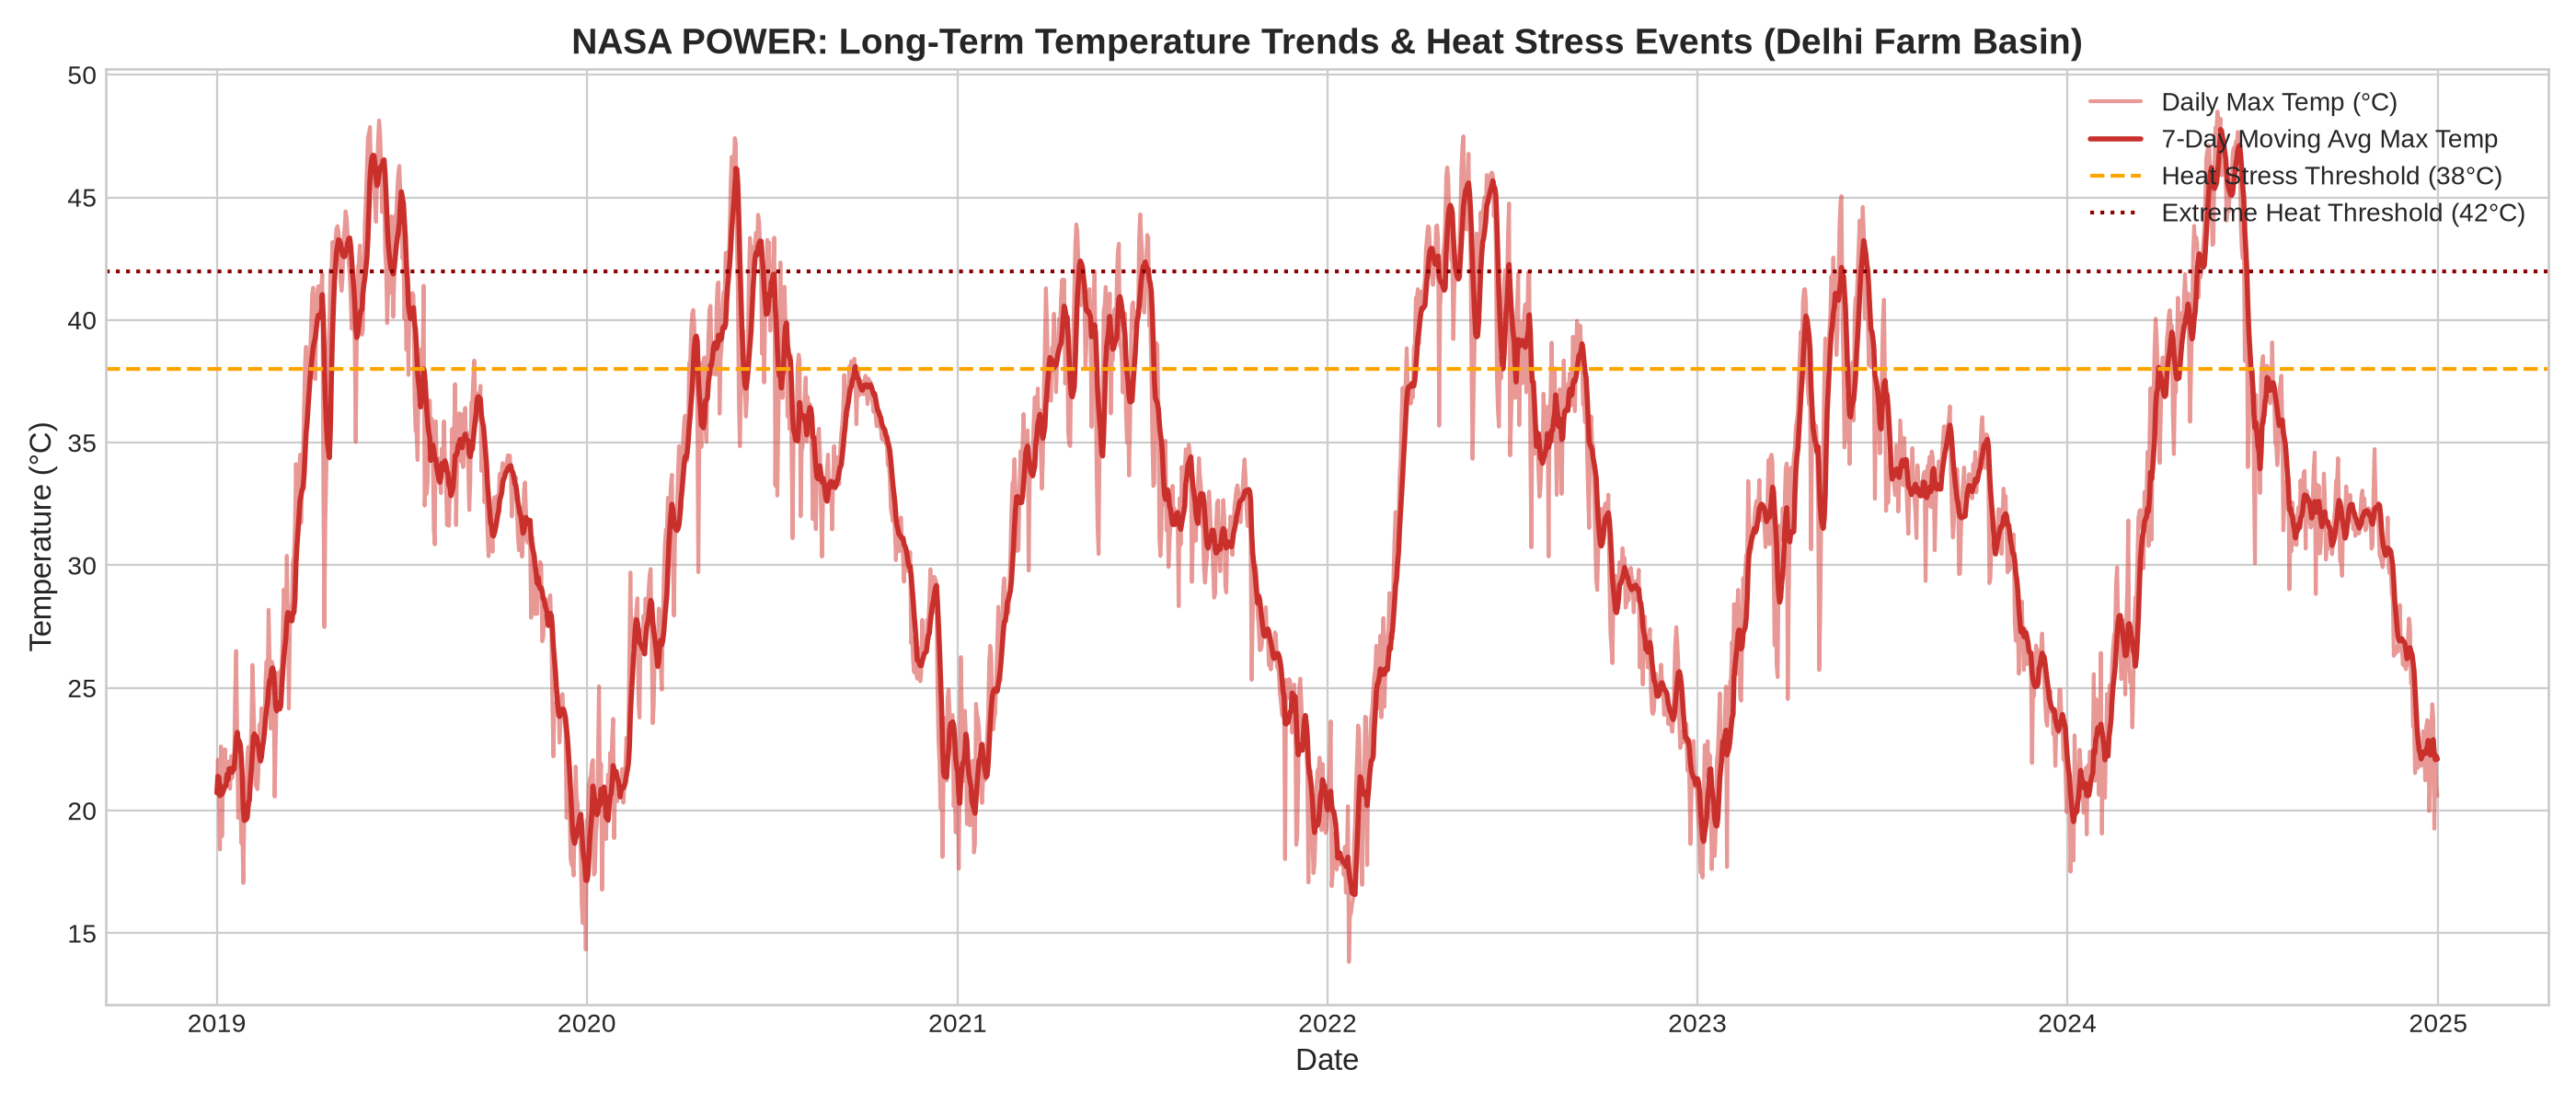 NASA POWER: Long-Term Temperature Trends & Heat Stress Events (Delhi Farm Basin)
Daily Max Temp (°C)
7-Day Moving Avg Max Temp
Heat Stress Threshold (38°C)
Extreme Heat Threshold (42°C)
Temperature (°C)
50
45
40
35
30
25
20
15
2019
2020
2021
2022
2023
2024
2025
Date